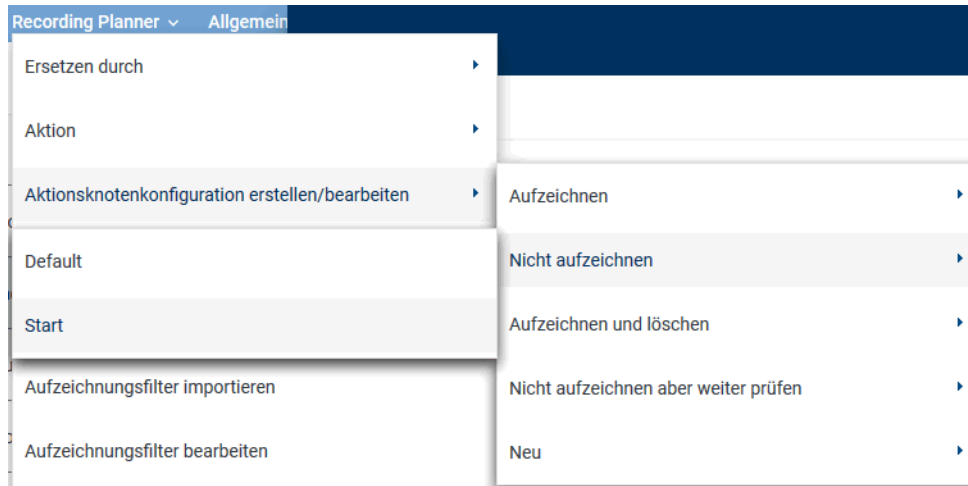 Recording Planner Allgemein
Ersetzen durch
Aktion
Aktionsknotenkonfiguration erstellen/bearbeiten
Default
Start
Aufzeichnungsfilter importieren
Aufzeichnungsfilter bearbeiten
Aufzeichnen
Nicht aufzeichnen
Aufzeichnen und löschen
Nicht aufzeichnen aber weiter prüfen
Neu